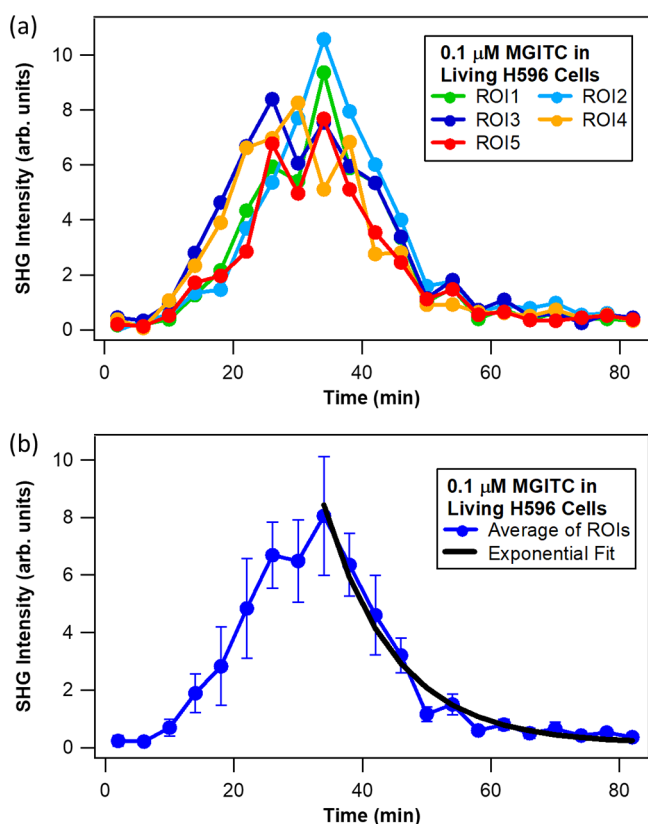 (a)
10
8
6
4
2
0
SHG Intensity (arb. units)
0.1 μM MGITC in
Living H596 Cells
ROI1 ROI2
ROI3 ROI4
ROI5
0 20 40 60 80
Time (min)
(b)
10
8
6
4
2
0
SHG Intensity (arb. units)
0.1 μM MGITC in
Living H596 Cells
Average of ROIs
Exponential Fit
0 20 40 60 80
Time (min)